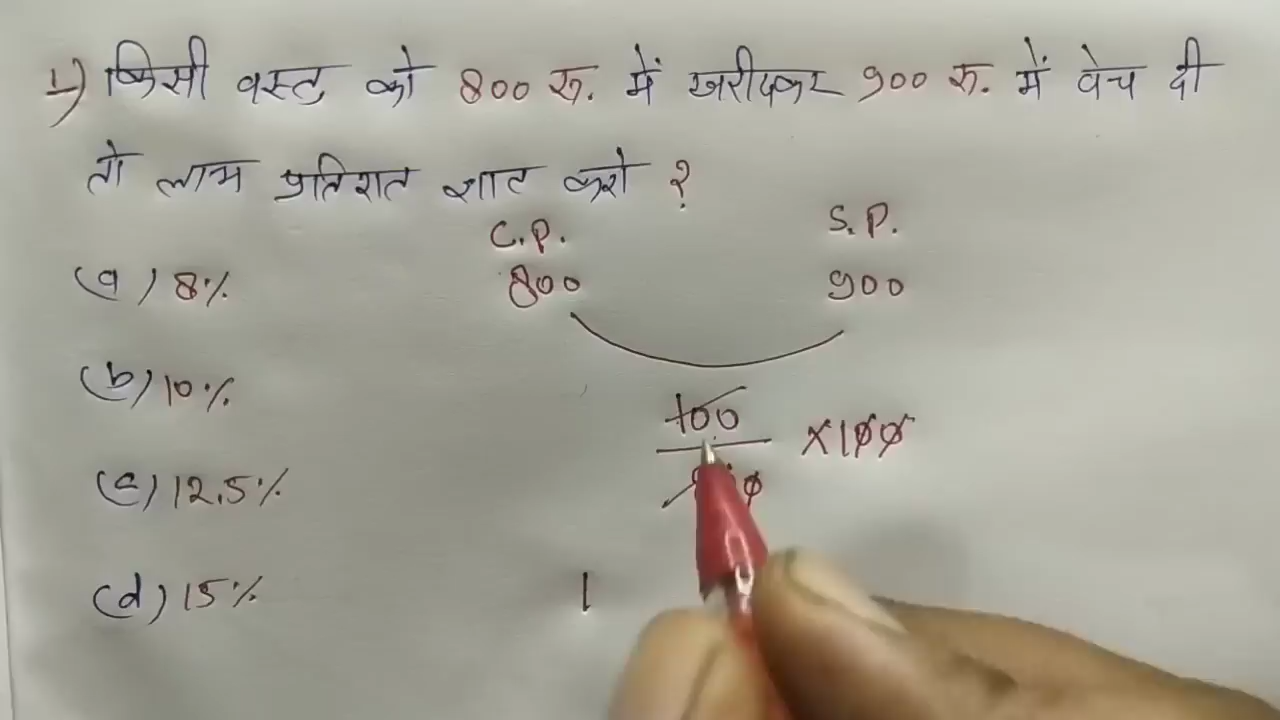 1) किसी वस्तु को 800 रु. में खरीदकर 900 रु. में बेच दी
तो लाभ प्रतिशत ज्ञात करो ?
C.P. S.P.
(a) 8% 800 900
(b) 10%
100 × 100
(c) 12.5%
(d) 15% 1